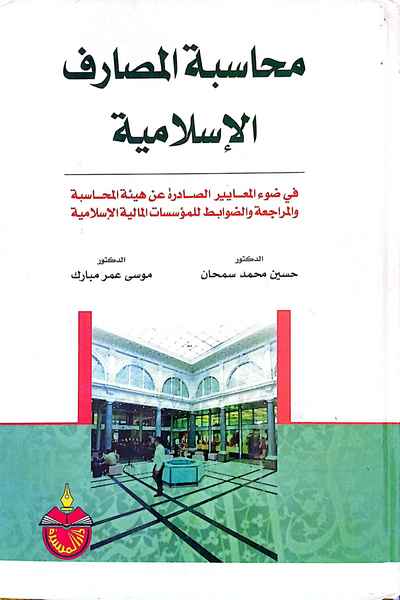 محاسبة المصارف
الإسلامية
في ضوء المعايير الصادرة عن هيئة المحاسبة
والمراجعة والضوابط للمؤسسات المالية الإسلامية
الدكتور
حسين محمد سمحان
الدكتور
موسى عمر مبارك
دار المسيرة